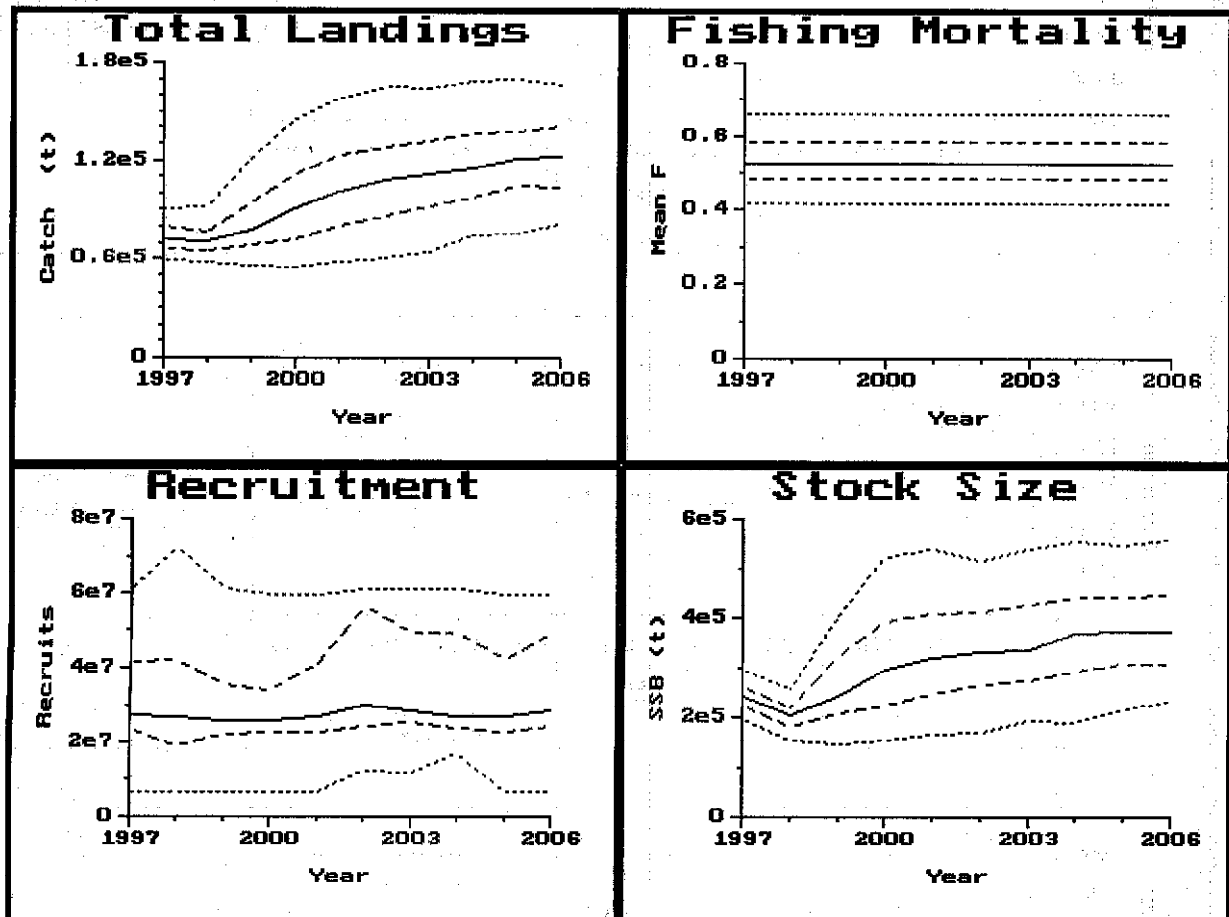 Total Landings
1.8e5
1.2e5
0.6e5
0
Catch (t)
1997 2000 2003 2006
Year
Fishing Mortality
0.8
0.6
0.4
0.2
0
Mean F
1997 2000 2003 2006
Year
Recruitment
8e7
6e7
4e7
2e7
0
Recruits
1997 2000 2003 2006
Year
Stock Size
6e5
4e5
2e5
0
SSB (t)
1997 2000 2003 2006
Year